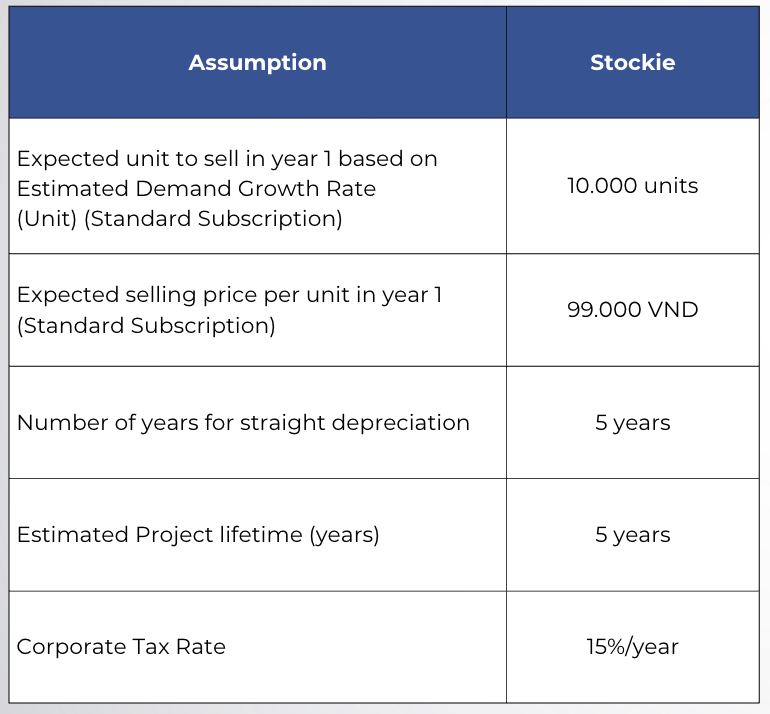 Assumption
Stockie
Expected unit to sell in year 1 based on
Estimated Demand Growth Rate
(Unit) (Standard Subscription)
10.000 units
Expected selling price per unit in year 1
(Standard Subscription)
99.000 VND
Number of years for straight depreciation
5 years
Estimated Project lifetime (years)
5 years
Corporate Tax Rate
15%/year